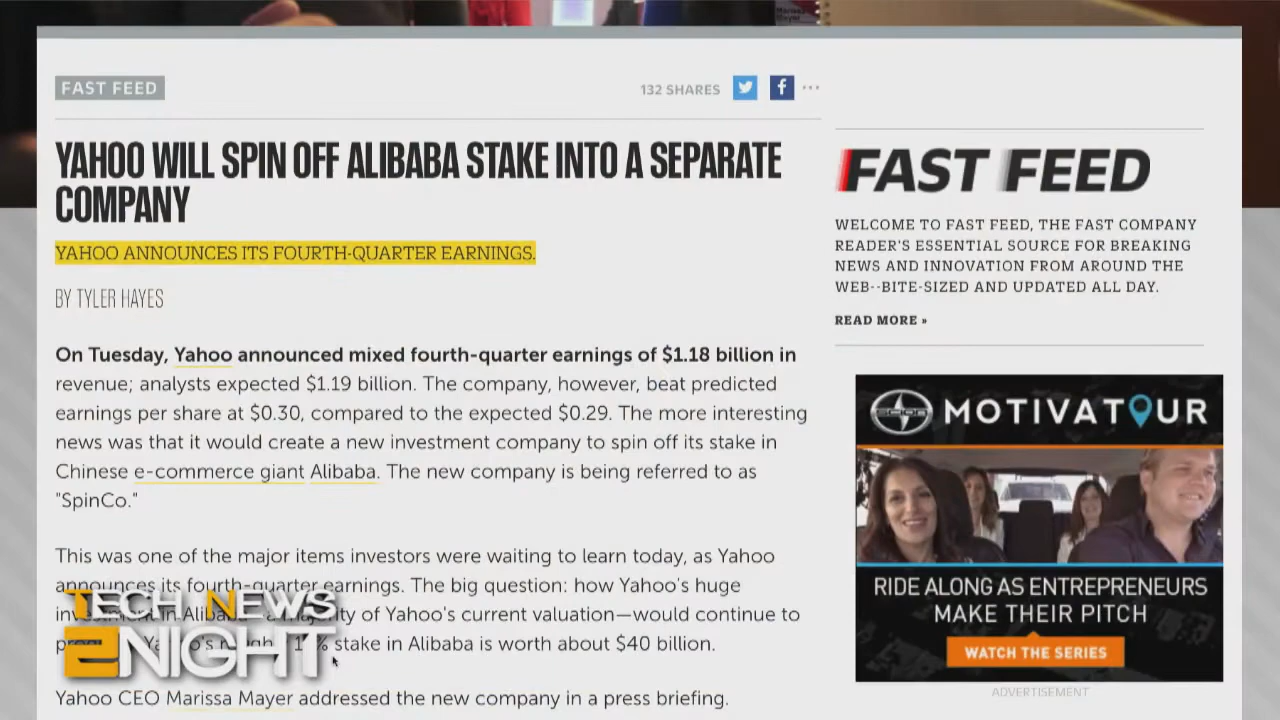 Marissa
Mayer
FAST FEED
132 SHARES
YAHOO WILL SPIN OFF ALIBABA STAKE INTO A SEPARATE
COMPANY
YAHOO ANNOUNCES ITS FOURTH-QUARTER EARNINGS.
BY TYLER HAYES
On Tuesday, Yahoo announced mixed fourth-quarter earnings of $1.18 billion in
revenue; analysts expected $1.19 billion. The company, however, beat predicted
earnings per share at $0.30, compared to the expected $0.29. The more interesting
news was that it would create a new investment company to spin off its stake in
Chinese e-commerce giant Alibaba. The new company is being referred to as
"SpinCo."
This was one of the major items investors were waiting to learn today, as Yahoo
announces its fourth-quarter earnings. The big question: how Yahoo's huge
in Alibaba of Yahoo's current valuation—would continue to
stake in Alibaba is worth about $40 billion.
Yahoo CEO Marissa Mayer addressed the new company in a press briefing.
TECH NEWS
2NIGHT
FAST FEED
WELCOME TO FAST FEED, THE FAST COMPANY
READER'S ESSENTIAL SOURCE FOR BREAKING
NEWS AND INNOVATION FROM AROUND THE
WEB--BITE-SIZED AND UPDATED ALL DAY.
READ MORE »
SCION
MOTIVATOUR
RIDE ALONG AS ENTREPRENEURS
MAKE THEIR PITCH
WATCH THE SERIES
ADVERTISEMENT